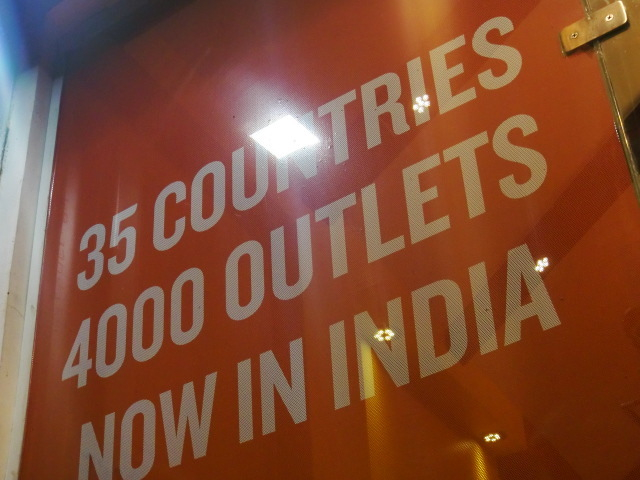 35 COUNTRIES
4000 OUTLETS
NOW IN INDIA